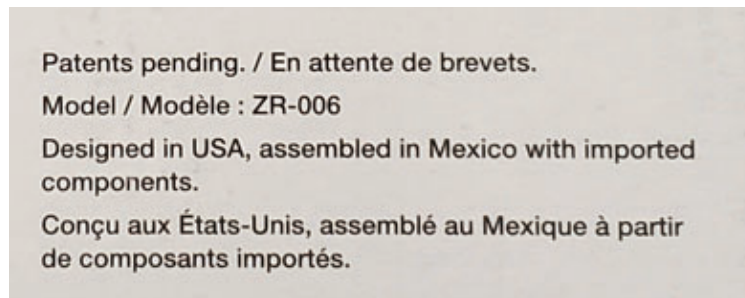 Patents pending. / En attente de brevets.
Model / Modèle : ZR-006
Designed in USA, assembled in Mexico with imported
components.
Conçu aux États-Unis, assemblé au Mexique à partir
de composants importés.